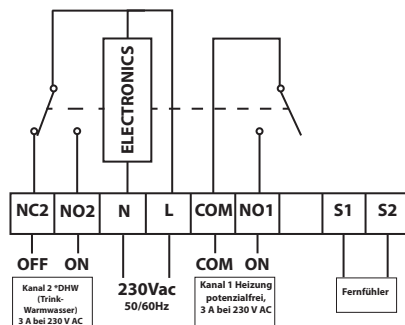 ELECTRONICS
NC2 NO2 N L COM NO1 S1 S2
OFF ON 230Vac COM ON
50/60Hz
Kanal 2 *DHW
(Trink-
Warmwasser)
3 A bei 230 V AC
Kanal 1 Heizung
potenzialfrei,
3 A bei 230 V AC
Fernfühler